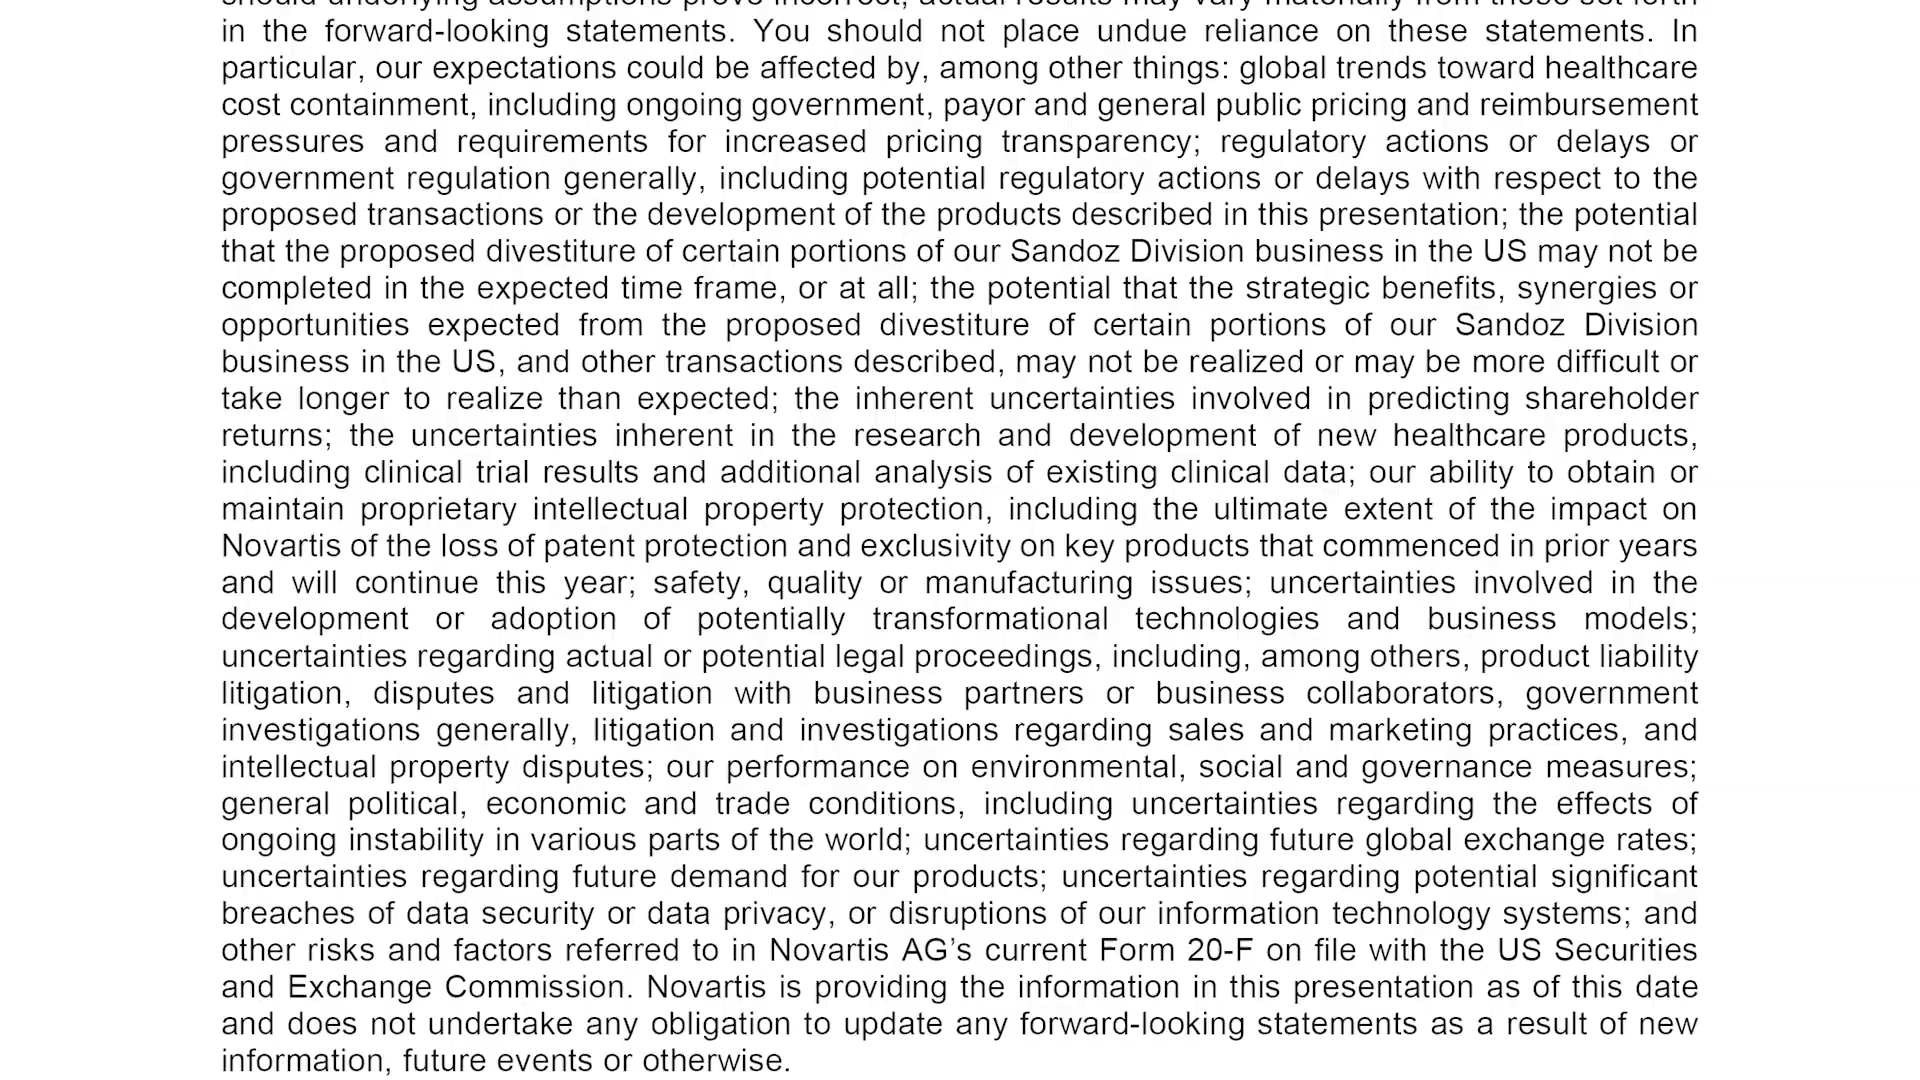 should underlying assumptions prove incorrect, actual results may vary materially from those set forth
in the forward-looking statements. You should not place undue reliance on these statements. In
particular, our expectations could be affected by, among other things: global trends toward healthcare
cost containment, including ongoing government, payor and general public pricing and reimbursement
pressures and requirements for increased pricing transparency; regulatory actions or delays or
government regulation generally, including potential regulatory actions or delays with respect to the
proposed transactions or the development of the products described in this presentation; the potential
that the proposed divestiture of certain portions of our Sandoz Division business in the US may not be
completed in the expected time frame, or at all; the potential that the strategic benefits, synergies or
opportunities expected from the proposed divestiture of certain portions of our Sandoz Division
business in the US, and other transactions described, may not be realized or may be more difficult or
take longer to realize than expected; the inherent uncertainties involved in predicting shareholder
returns; the uncertainties inherent in the research and development of new healthcare products,
including clinical trial results and additional analysis of existing clinical data; our ability to obtain or
maintain proprietary intellectual property protection, including the ultimate extent of the impact on
Novartis of the loss of patent protection and exclusivity on key products that commenced in prior years
and will continue this year; safety, quality or manufacturing issues; uncertainties involved in the
development or adoption of potentially transformational technologies and business models;
uncertainties regarding actual or potential legal proceedings, including, among others, product liability
litigation, disputes and litigation with business partners or business collaborators, government
investigations generally, litigation and investigations regarding sales and marketing practices, and
intellectual property disputes; our performance on environmental, social and governance measures;
general political, economic and trade conditions, including uncertainties regarding the effects of
ongoing instability in various parts of the world; uncertainties regarding future global exchange rates;
uncertainties regarding future demand for our products; uncertainties regarding potential significant
breaches of data security or data privacy, or disruptions of our information technology systems; and
other risks and factors referred to in Novartis AG’s current Form 20-F on file with the US Securities
and Exchange Commission. Novartis is providing the information in this presentation as of this date
and does not undertake any obligation to update any forward-looking statements as a result of new
information, future events or otherwise.